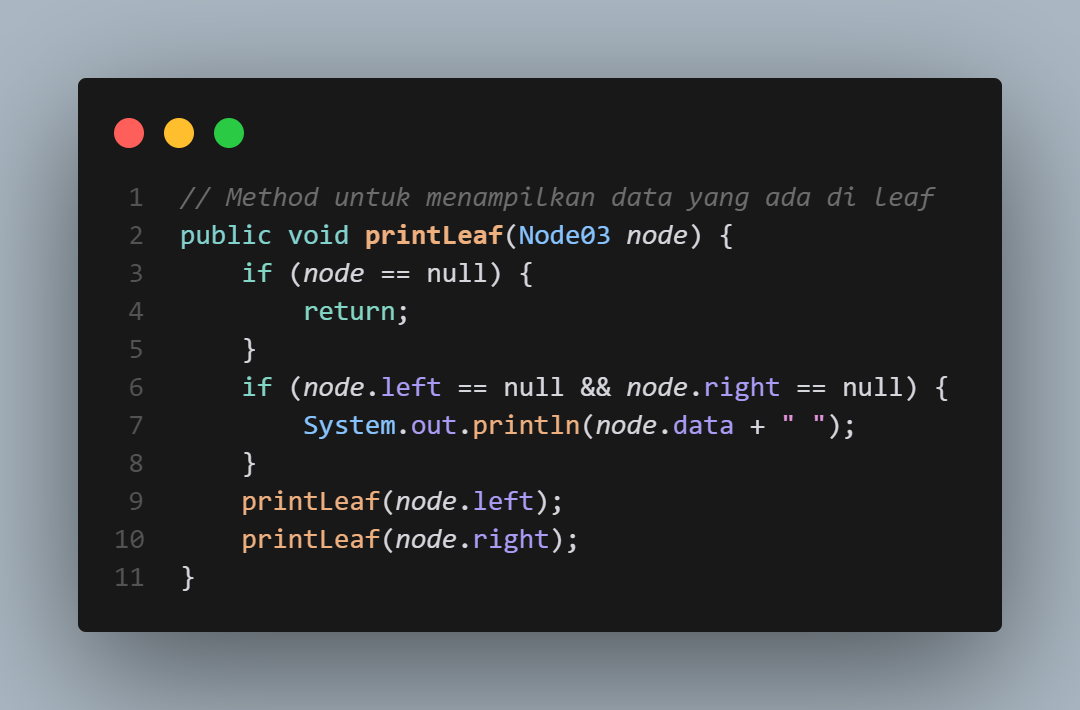 1 // Method untuk menampilkan data yang ada di leaf
2 public void printLeaf(Node03 node) {
3     if (node == null) {
4         return;
5     }
6     if (node.left == null && node.right == null) {
7         System.out.println(node.data + " ");
8     }
9     printLeaf(node.left);
10     printLeaf(node.right);
11 }